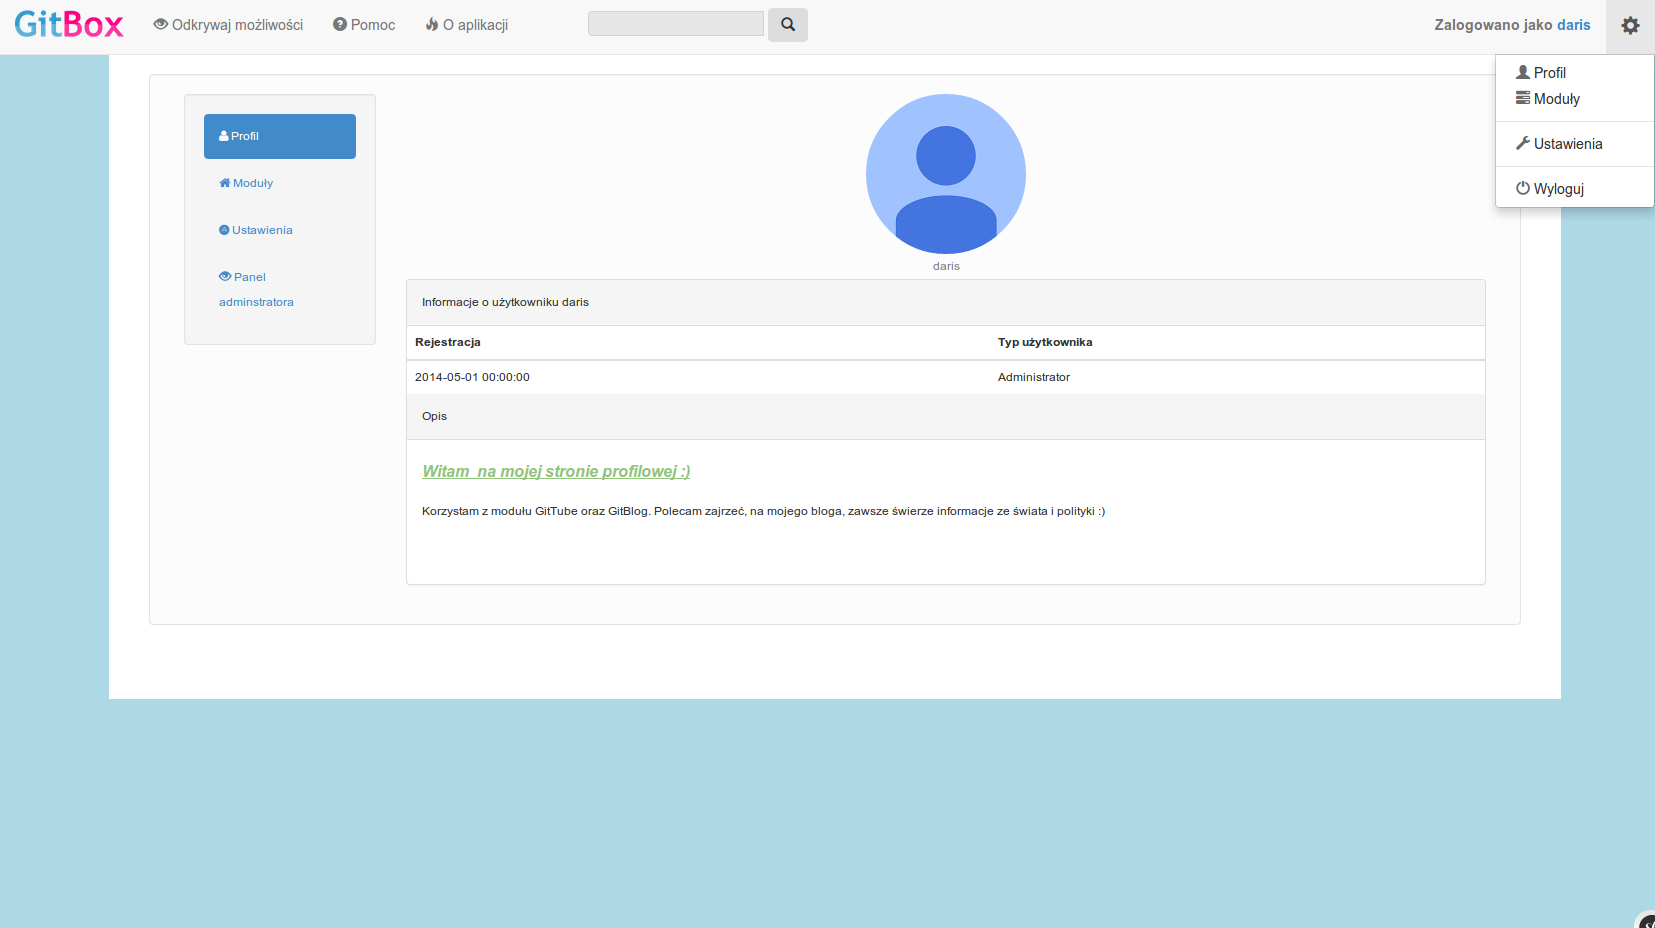 GitBox Odkrywaj możliwości Pomoc O aplikacji Zalogowano jako daris
Profil
Moduły
Ustawienia
Wyloguj
Profil
Moduły
Ustawienia
Panel
adminstratora
daris
Informacje o użytkowniku daris
Rejestracja Typ użytkownika
2014-05-01 00:00:00 Administrator
Opis
Witam  na mojej stronie profilowej :)
Korzystam z modułu GitTube oraz GitBlog. Polecam zajrzeć, na mojego bloga, zawsze świerze informacje ze świata i polityki :)